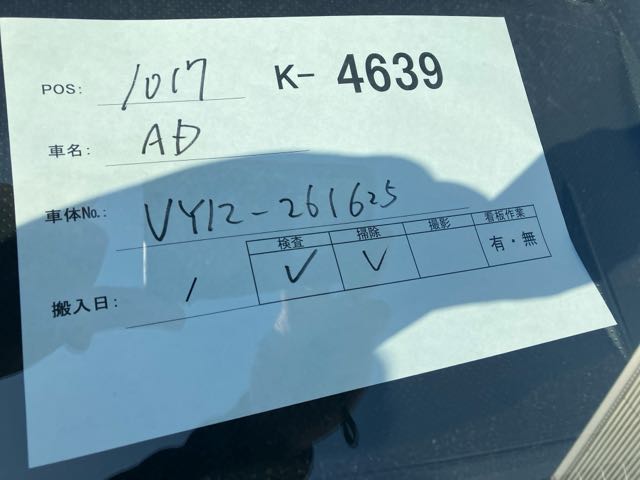 POS: 1017 K- 4639
車名: AD
車体No.: VY12-261625
検査 掃除 撮影 看板作業
✓ ✓ 有・無
搬入日: /